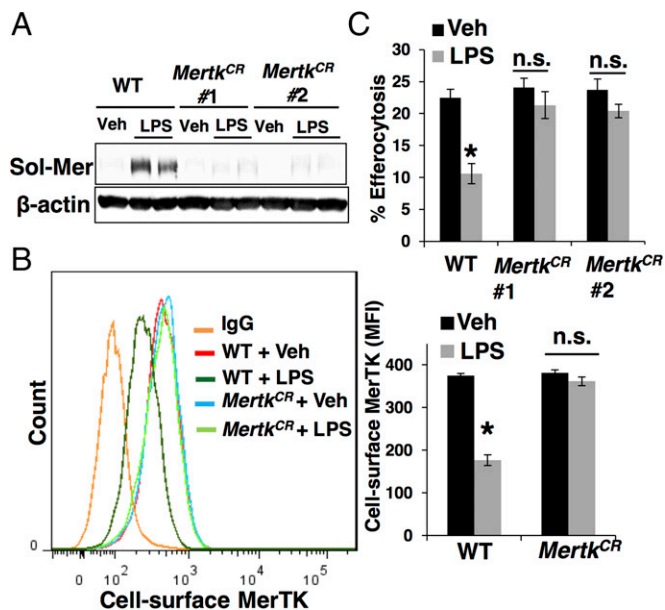 A
WT
Mertk^CR #1
Mertk^CR #2
Veh LPS Veh LPS Veh LPS
Sol-Mer
β-actin
B
Count
0
IgG
WT + Veh
WT + LPS
Mertk^CR + Veh
Mertk^CR + LPS
0 10^2 10^3 10^4 10^5
Cell-surface MerTK
C
Veh
LPS
% Efferocytosis
30
25
20
15
10
5
0
*
n.s.
n.s.
WT
Mertk^CR #1
Mertk^CR #2
Veh
LPS
Cell-surface MerTK (MFI)
400
300
200
100
0
*
n.s.
WT
Mertk^CR